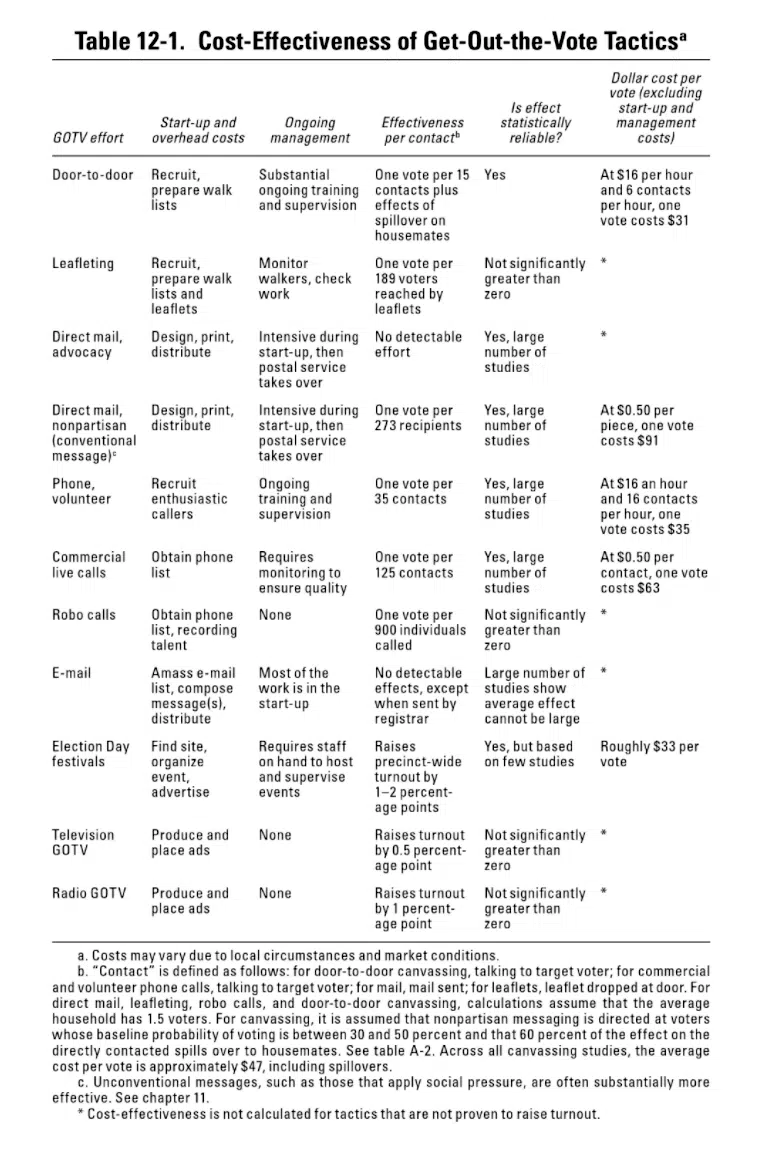 Table 12-1. Cost-Effectiveness of Get-Out-the-Vote Tacticsᵃ
GOTV effort
Start-up and
overhead costs
Ongoing
management
Effectiveness
per contactᵇ
Is effect
statistically
reliable?
Dollar cost per
vote (excluding
start-up and
management
costs)
Door-to-door
Recruit,
prepare walk
lists
Substantial
ongoing training
and supervision
One vote per 15
contacts plus
effects of
spillover on
housemates
Yes
At $16 per hour
and 6 contacts
per hour, one
vote costs $31
Leafleting
Recruit,
prepare walk
lists and
leaflets
Monitor
walkers, check
work
One vote per
189 voters
reached by
leaflets
Not significantly
greater than
zero
*
Direct mail,
advocacy
Design, print,
distribute
Intensive during
start-up, then
postal service
takes over
No detectable
effort
Yes, large
number of
studies
*
Direct mail,
nonpartisan
(conventional
message)ᶜ
Design, print,
distribute
Intensive during
start-up, then
postal service
takes over
One vote per
273 recipients
Yes, large
number of
studies
At $0.50 per
piece, one vote
costs $91
Phone,
volunteer
Recruit
enthusiastic
callers
Ongoing
training and
supervision
One vote per
35 contacts
Yes, large
number of
studies
At $16 an hour
and 16 contacts
per hour, one
vote costs $35
Commercial
live calls
Obtain phone
list
Requires
monitoring to
ensure quality
One vote per
125 contacts
Yes, large
number of
studies
At $0.50 per
contact, one vote
costs $63
Robo calls
Obtain phone
list, recording
talent
None
One vote per
900 individuals
called
Not significantly
greater than
zero
*
E-mail
Amass e-mail
list, compose
message(s),
distribute
Most of the
work is in the
start-up
No detectable
effects, except
when sent by
registrar
Large number of
studies show
average effect
cannot be large
*
Election Day
festivals
Find site,
organize
event,
advertise
Requires staff
on hand to host
and supervise
events
Raises
precinct-wide
turnout by
1–2 percent-
age points
Yes, but based
on few studies
Roughly $33 per
vote
Television
GOTV
Produce and
place ads
None
Raises turnout
by 0.5 percent-
age point
Not significantly
greater than
zero
*
Radio GOTV
Produce and
place ads
None
Raises turnout
by 1 percent-
age point
Not significantly
greater than
zero
*
a. Costs may vary due to local circumstances and market conditions.
b. "Contact" is defined as follows: for door-to-door canvassing, talking to target voter; for commercial
and volunteer phone calls, talking to target voter; for mail, mail sent; for leaflets, leaflet dropped at door. For
direct mail, leafleting, robo calls, and door-to-door canvassing, calculations assume that the average
household has 1.5 voters. For canvassing, it is assumed that nonpartisan messaging is directed at voters
whose baseline probability of voting is between 30 and 50 percent and that 60 percent of the effect on the
directly contacted spills over to housemates. See table A-2. Across all canvassing studies, the average
cost per vote is approximately $47, including spillovers.
c. Unconventional messages, such as those that apply social pressure, are often substantially more
effective. See chapter 11.
* Cost-effectiveness is not calculated for tactics that are not proven to raise turnout.